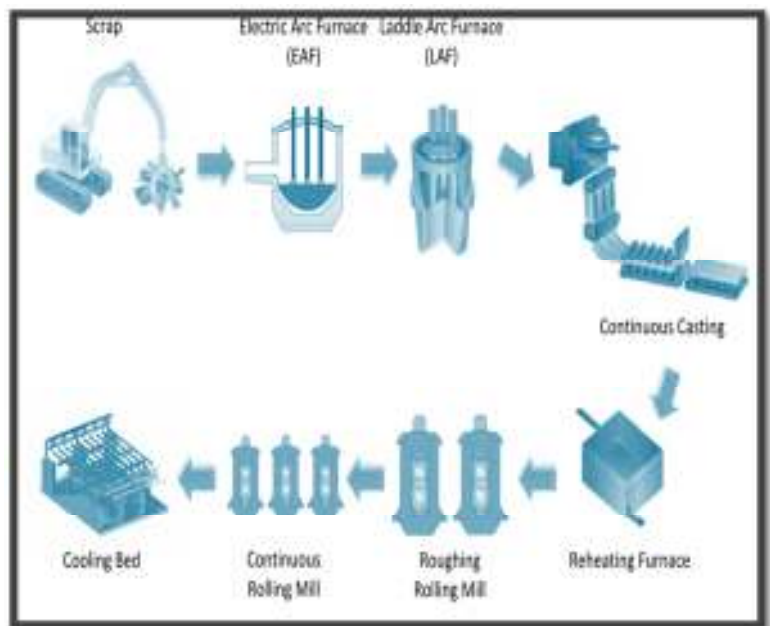 Scrap
Electric Arc Furnace
(EAF)
Laddle Arc Furnace
(LAF)
Continuous Casting
Cooling Bed
Continuous
Rolling Mill
Roughing
Rolling Mill
Reheating Furnace